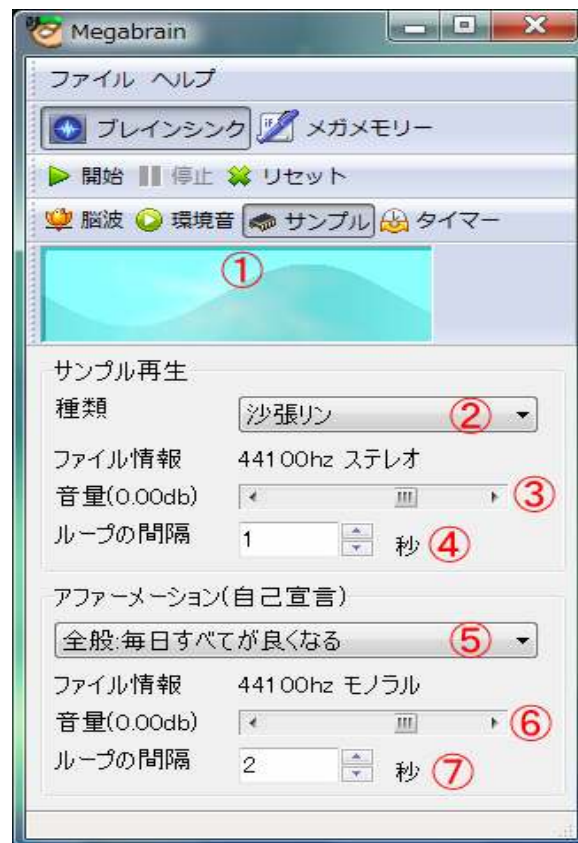 Megabrain
ファイル ヘルプ
ブレインシンク メガメモリー
開始 停止 リセット
脳波 環境音 サンプル タイマー
①
サンプル再生
種類 沙張リン ②
ファイル情報 44100hz ステレオ
音量(0.00db) ③
ループの間隔 1 秒 ④
アファーメーション(自己宣言)
全般:毎日すべてが良くなる ⑤
ファイル情報 44100hz モノラル
音量(0.00db) ⑥
ループの間隔 2 秒 ⑦